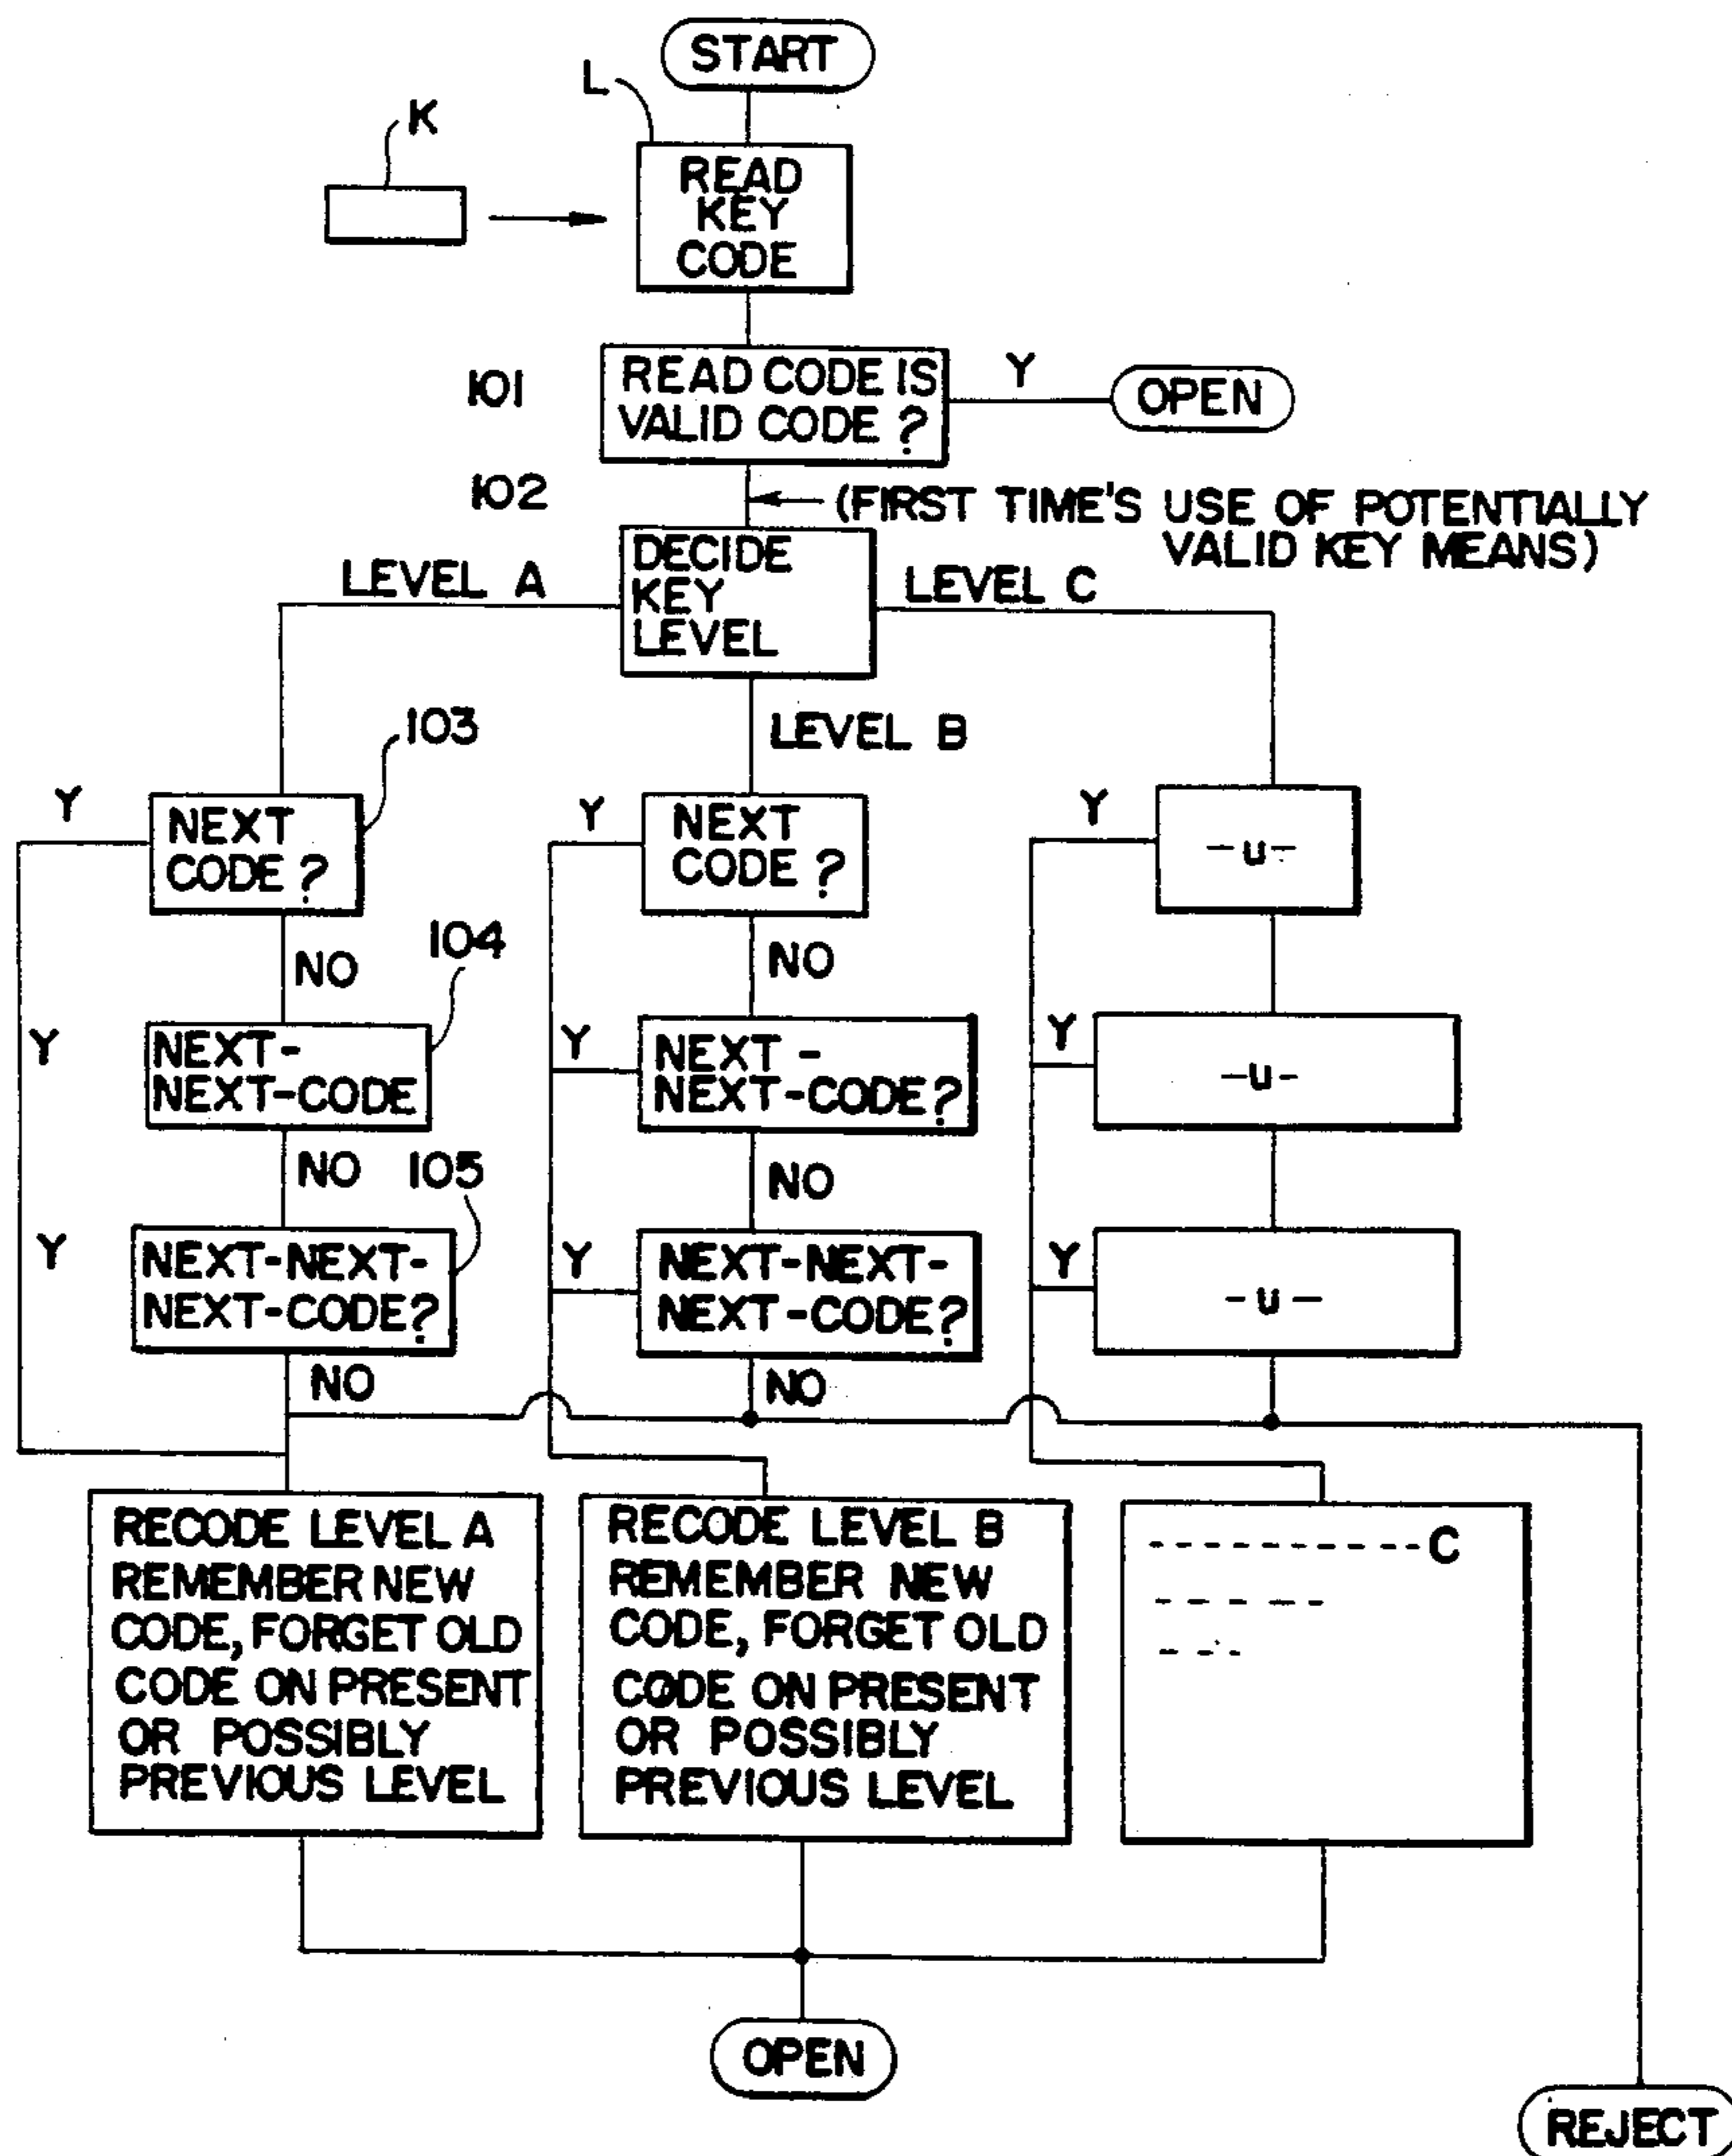 START
L
K
READ
KEY
CODE
101
READ CODE IS
VALID CODE ?
Y
OPEN
102
(FIRST TIME'S USE OF POTENTIALLY
VALID KEY MEANS)
DECIDE
KEY
LEVEL
LEVEL A
LEVEL C
LEVEL B
103
Y
NEXT
CODE ?
Y
NEXT
CODE ?
Y
-u-
NO
104
NO
Y
NEXT-
NEXT-CODE
Y
NEXT -
NEXT-CODE?
Y
-u-
NO
105
NO
Y
NEXT-NEXT-
NEXT-CODE?
Y
NEXT-NEXT-
NEXT-CODE?
Y
-u-
NO
NO
RECODE LEVEL A
REMEMBER NEW
CODE, FORGET OLD
CODE ON PRESENT
OR POSSIBLY
PREVIOUS LEVEL
RECODE LEVEL B
REMEMBER NEW
CODE, FORGET OLD
CODE ON PRESENT
OR POSSIBLY
PREVIOUS LEVEL
----------C
-----
---
OPEN
REJECT